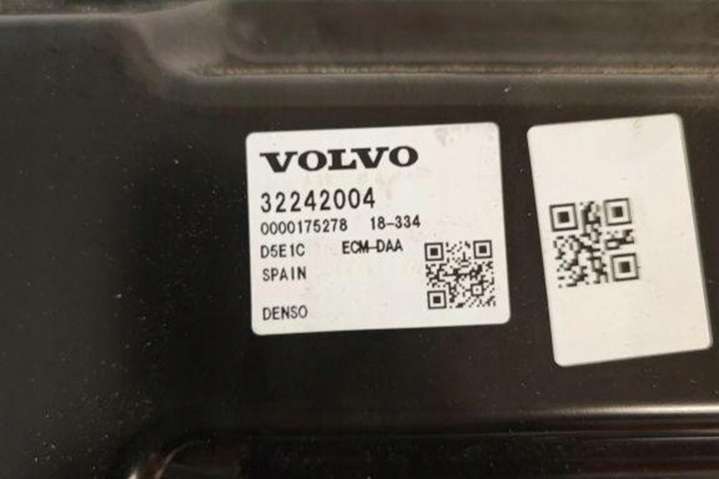 VOLVO
32242004
0000175278 18-334
D5E1C ECM-DAA
SPAIN
DENSO